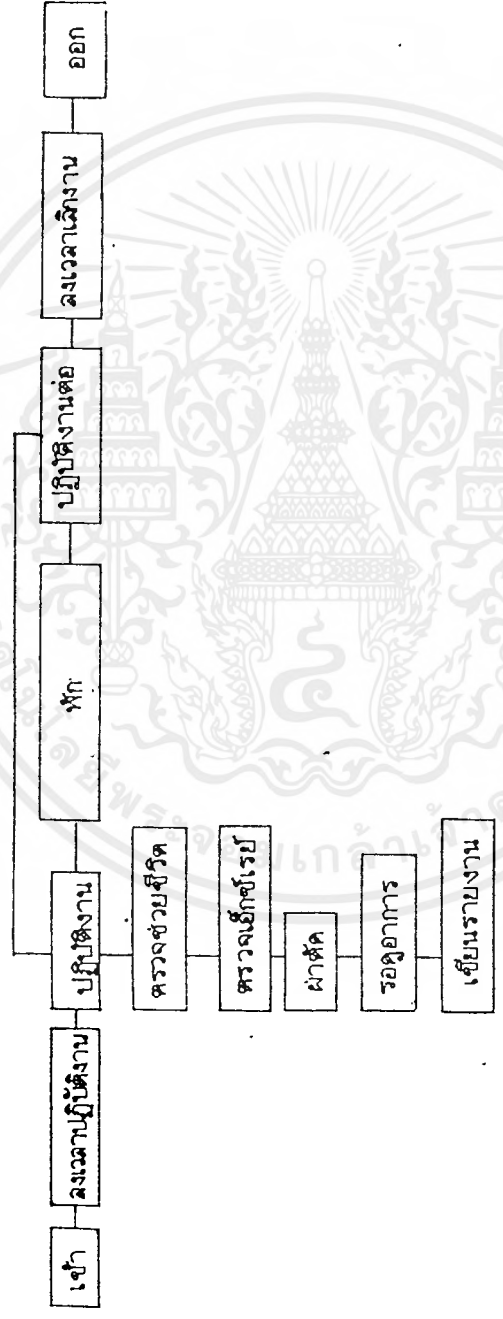 เข้า
ลงเวลาปฏิบัติงาน
ปฏิบัติงาน
ตรวจช่วยชีวิต
ตรวจเอ็กซ์เรย์
ผ่าตัด
รอดูอาการ
เขียนรายงาน
พัก
ปฏิบัติงานต่อ
ลงเวลาเลิกงาน
ออก